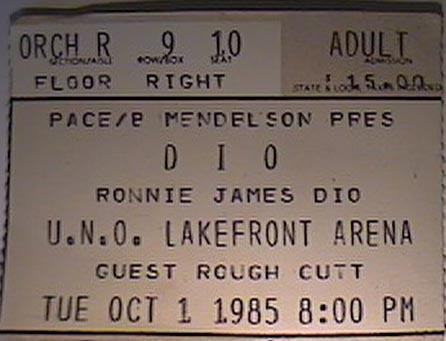 ORCH R 9 10 ADULT
SECTION/AISLE ROW/BOX SEAT ADMISSION
FLOOR RIGHT $ 15.00
PACE/B MENDELSON PRES
D I O
RONNIE JAMES DIO
U.N.O. LAKEFRONT ARENA
GUEST ROUGH CUTT
TUE OCT 1 1985 8:00 PM